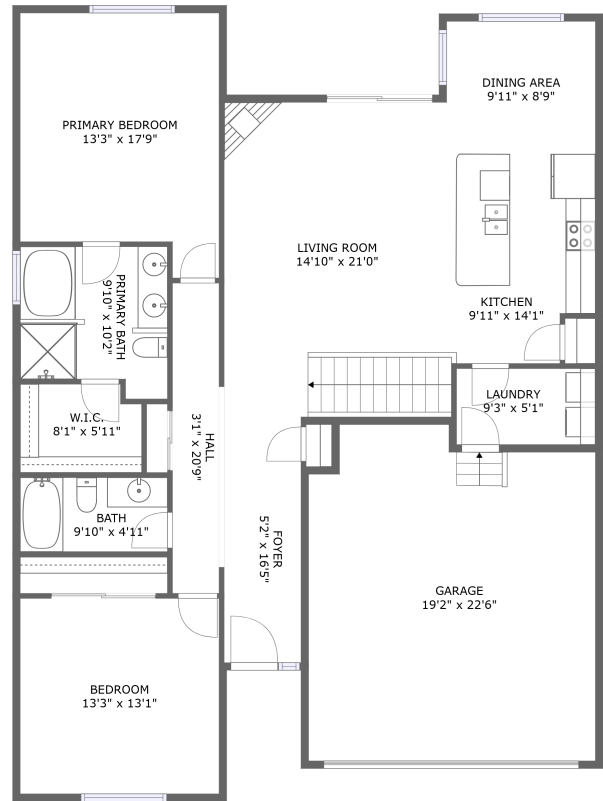 DINING AREA
9'11" x 8'9"
PRIMARY BEDROOM
13'3" x 17'9"
LIVING ROOM
14'10" x 21'0"
PRIMARY BATH
9'10" x 10'2"
KITCHEN
9'11" x 14'1"
LAUNDRY
9'3" x 5'1"
W.I.C.
8'1" x 5'11"
HALL
3'1" x 20'9"
BATH
9'10" x 4'11"
FOYER
5'2" x 16'5"
GARAGE
19'2" x 22'6"
BEDROOM
13'3" x 13'1"